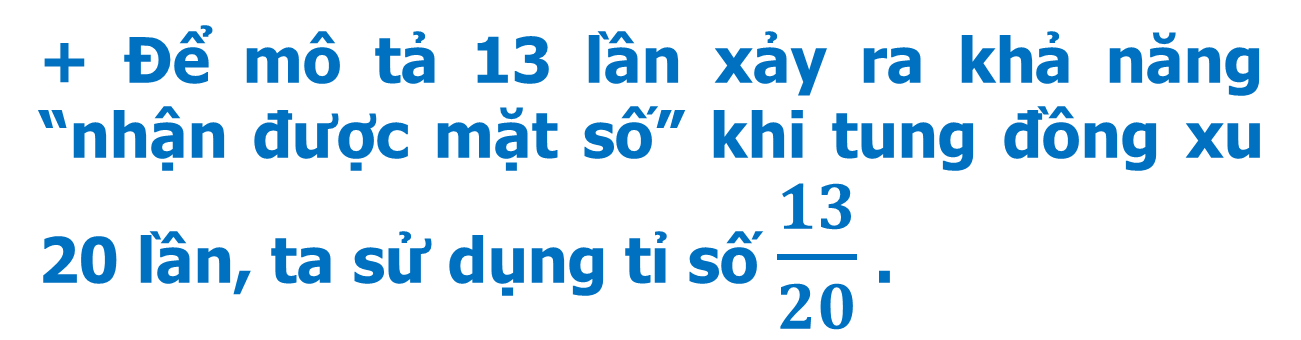 + Để mô tả 13 lần xảy ra khả năng
“nhận được mặt số” khi tung đồng xu
20 lần, ta sử dụng tỉ số 13/20 .